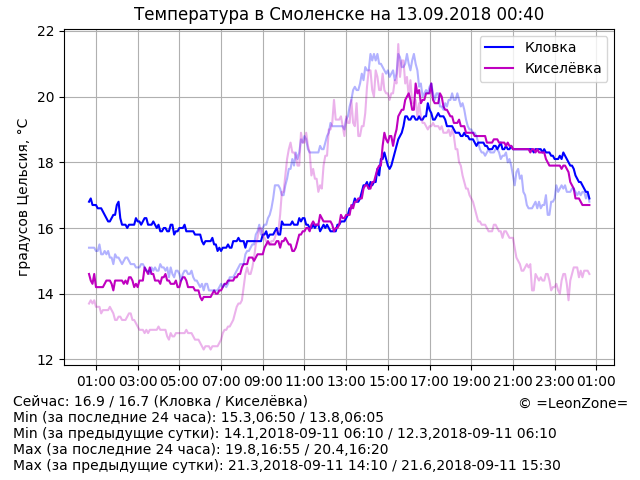 Температура в Смоленске на 13.09.2018 00:40
Кловка
Киселёвка
градусов Цельсия, °C
22
20
18
16
14
12
01:00 03:00 05:00 07:00 09:00 11:00 13:00 15:00 17:00 19:00 21:00 23:00 01:00
Сейчас: 16.9 / 16.7 (Кловка / Киселёвка)
© =LeonZone=
Min (за последние 24 часа): 15.3,06:50 / 13.8,06:05
Min (за предыдущие сутки): 14.1,2018-09-11 06:10 / 12.3,2018-09-11 06:10
Max (за последние 24 часа): 19.8,16:55 / 20.4,16:20
Max (за предыдущие сутки): 21.3,2018-09-11 14:10 / 21.6,2018-09-11 15:30